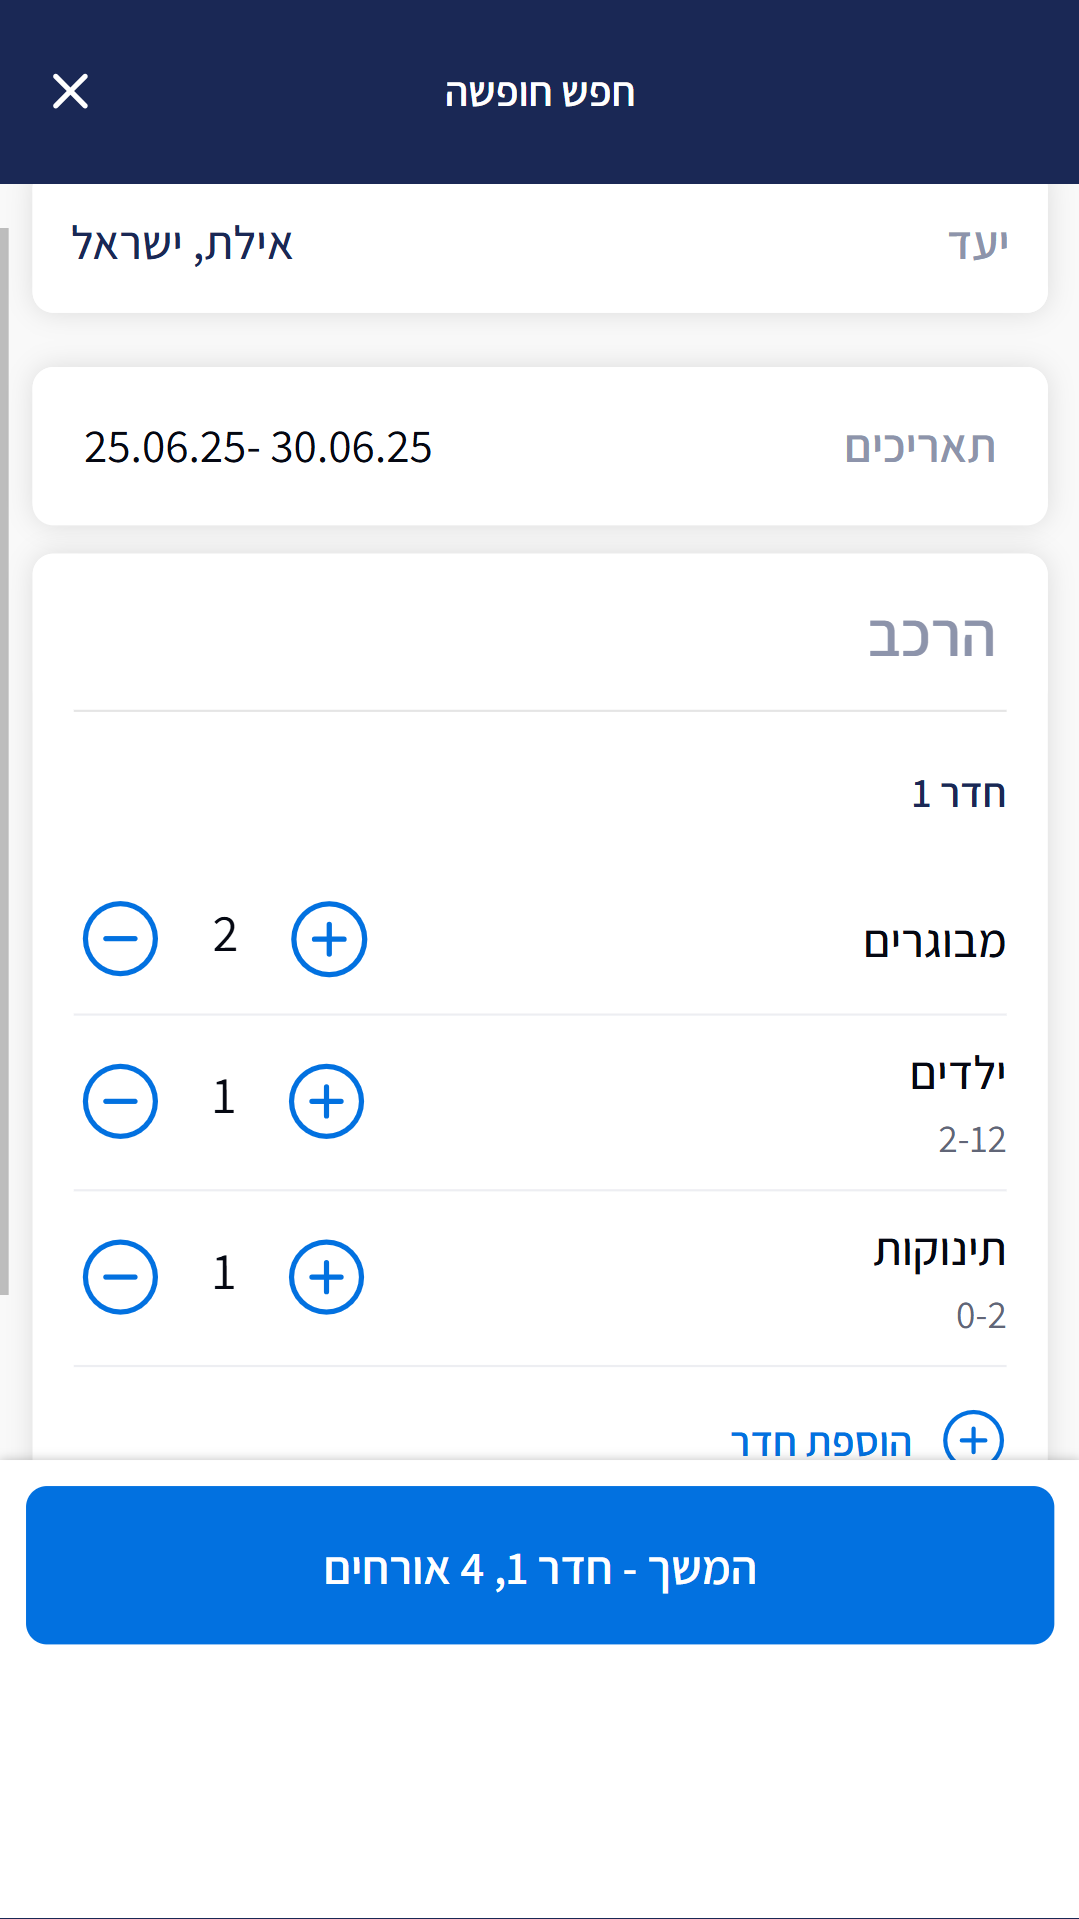 חפש חופשה
יעד אילת, ישראל
תאריכים 25.06.25- 30.06.25
הרכב
חדר 1
מבוגרים 2
ילדים 1
2-12
תינוקות 1
0-2
הוספת חדר
המשך - חדר 1, 4 אורחים